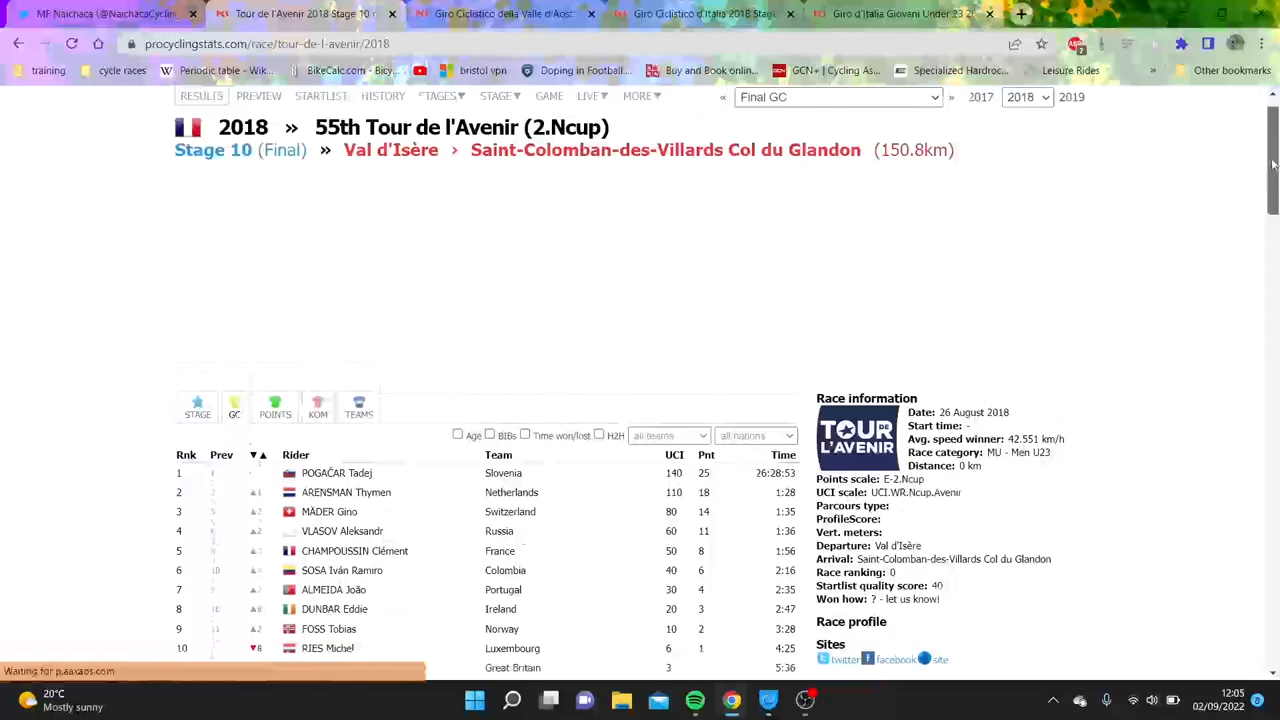 MF Naichaca (@NaichacaCycling
Tour de l'Avenir 2018 Stage 10
Giro Ciclistico della Valle d'Aost
Giro Ciclistico d'Italia 2018 Stage
Giro d'Italia Giovani Under 23 20
procyclingstats.com/race/tour-de-l-avenir/2018
training cycle races Periodic table - Wik... BikeCalc.com - Bicy... bristol vpn Doping in Football.... Buy and Book onlin... GCN+ | Cycling As... Specialized Hardroc... Leisure Rides » Other bookmarks
RESULTS PREVIEW STARTLIST HISTORY STAGES▼ STAGE▼ GAME LIVE▼ MORE▼ « Final GC » 2017 2018 2019
2018 » 55th Tour de l'Avenir (2.Ncup)
Stage 10 (Final) » Val d'Isère › Saint-Colomban-des-Villards Col du Glandon (150.8km)
STAGE GC POINTS KOM TEAMS
Age BIBs Time won/lost H2H all teams all nations
Rnk Prev ▼▲ Rider Team UCI Pnt Time
1 POGAČAR Tadej Slovenia 140 25 26:28:53
2 ARENSMAN Thymen Netherlands 110 18 1:28
3 MÄDER Gino Switzerland 80 14 1:35
4 VLASOV Aleksandr Russia 60 11 1:36
5 CHAMPOUSSIN Clément France 50 8 1:56
6 SOSA Iván Ramiro Colombia 40 6 2:16
7 ALMEIDA João Portugal 30 4 2:35
8 DUNBAR Eddie Ireland 20 3 2:47
9 FOSS Tobias Norway 10 2 3:28
10 ▼8 RIES Michel Luxembourg 6 1 4:25
Great Britain 3 5:36
Race information
TOUR L'AVENIR
Date: 26 August 2018
Start time: -
Avg. speed winner: 42.551 km/h
Race category: MU - Men U23
Distance: 0 km
Points scale: E-2.Ncup
UCI scale: UCI.WR.Ncup.Avenir
Parcours type:
ProfileScore:
Vert. meters:
Departure: Val d'Isère
Arrival: Saint-Colomban-des-Villards Col du Glandon
Race ranking: 0
Startlist quality score: 40
Won how: ? - let us know!
Race profile
Sites
twitter facebook site
Waiting for p.aaxaos.com...
20°C
Mostly sunny
12:05
02/09/2022
8